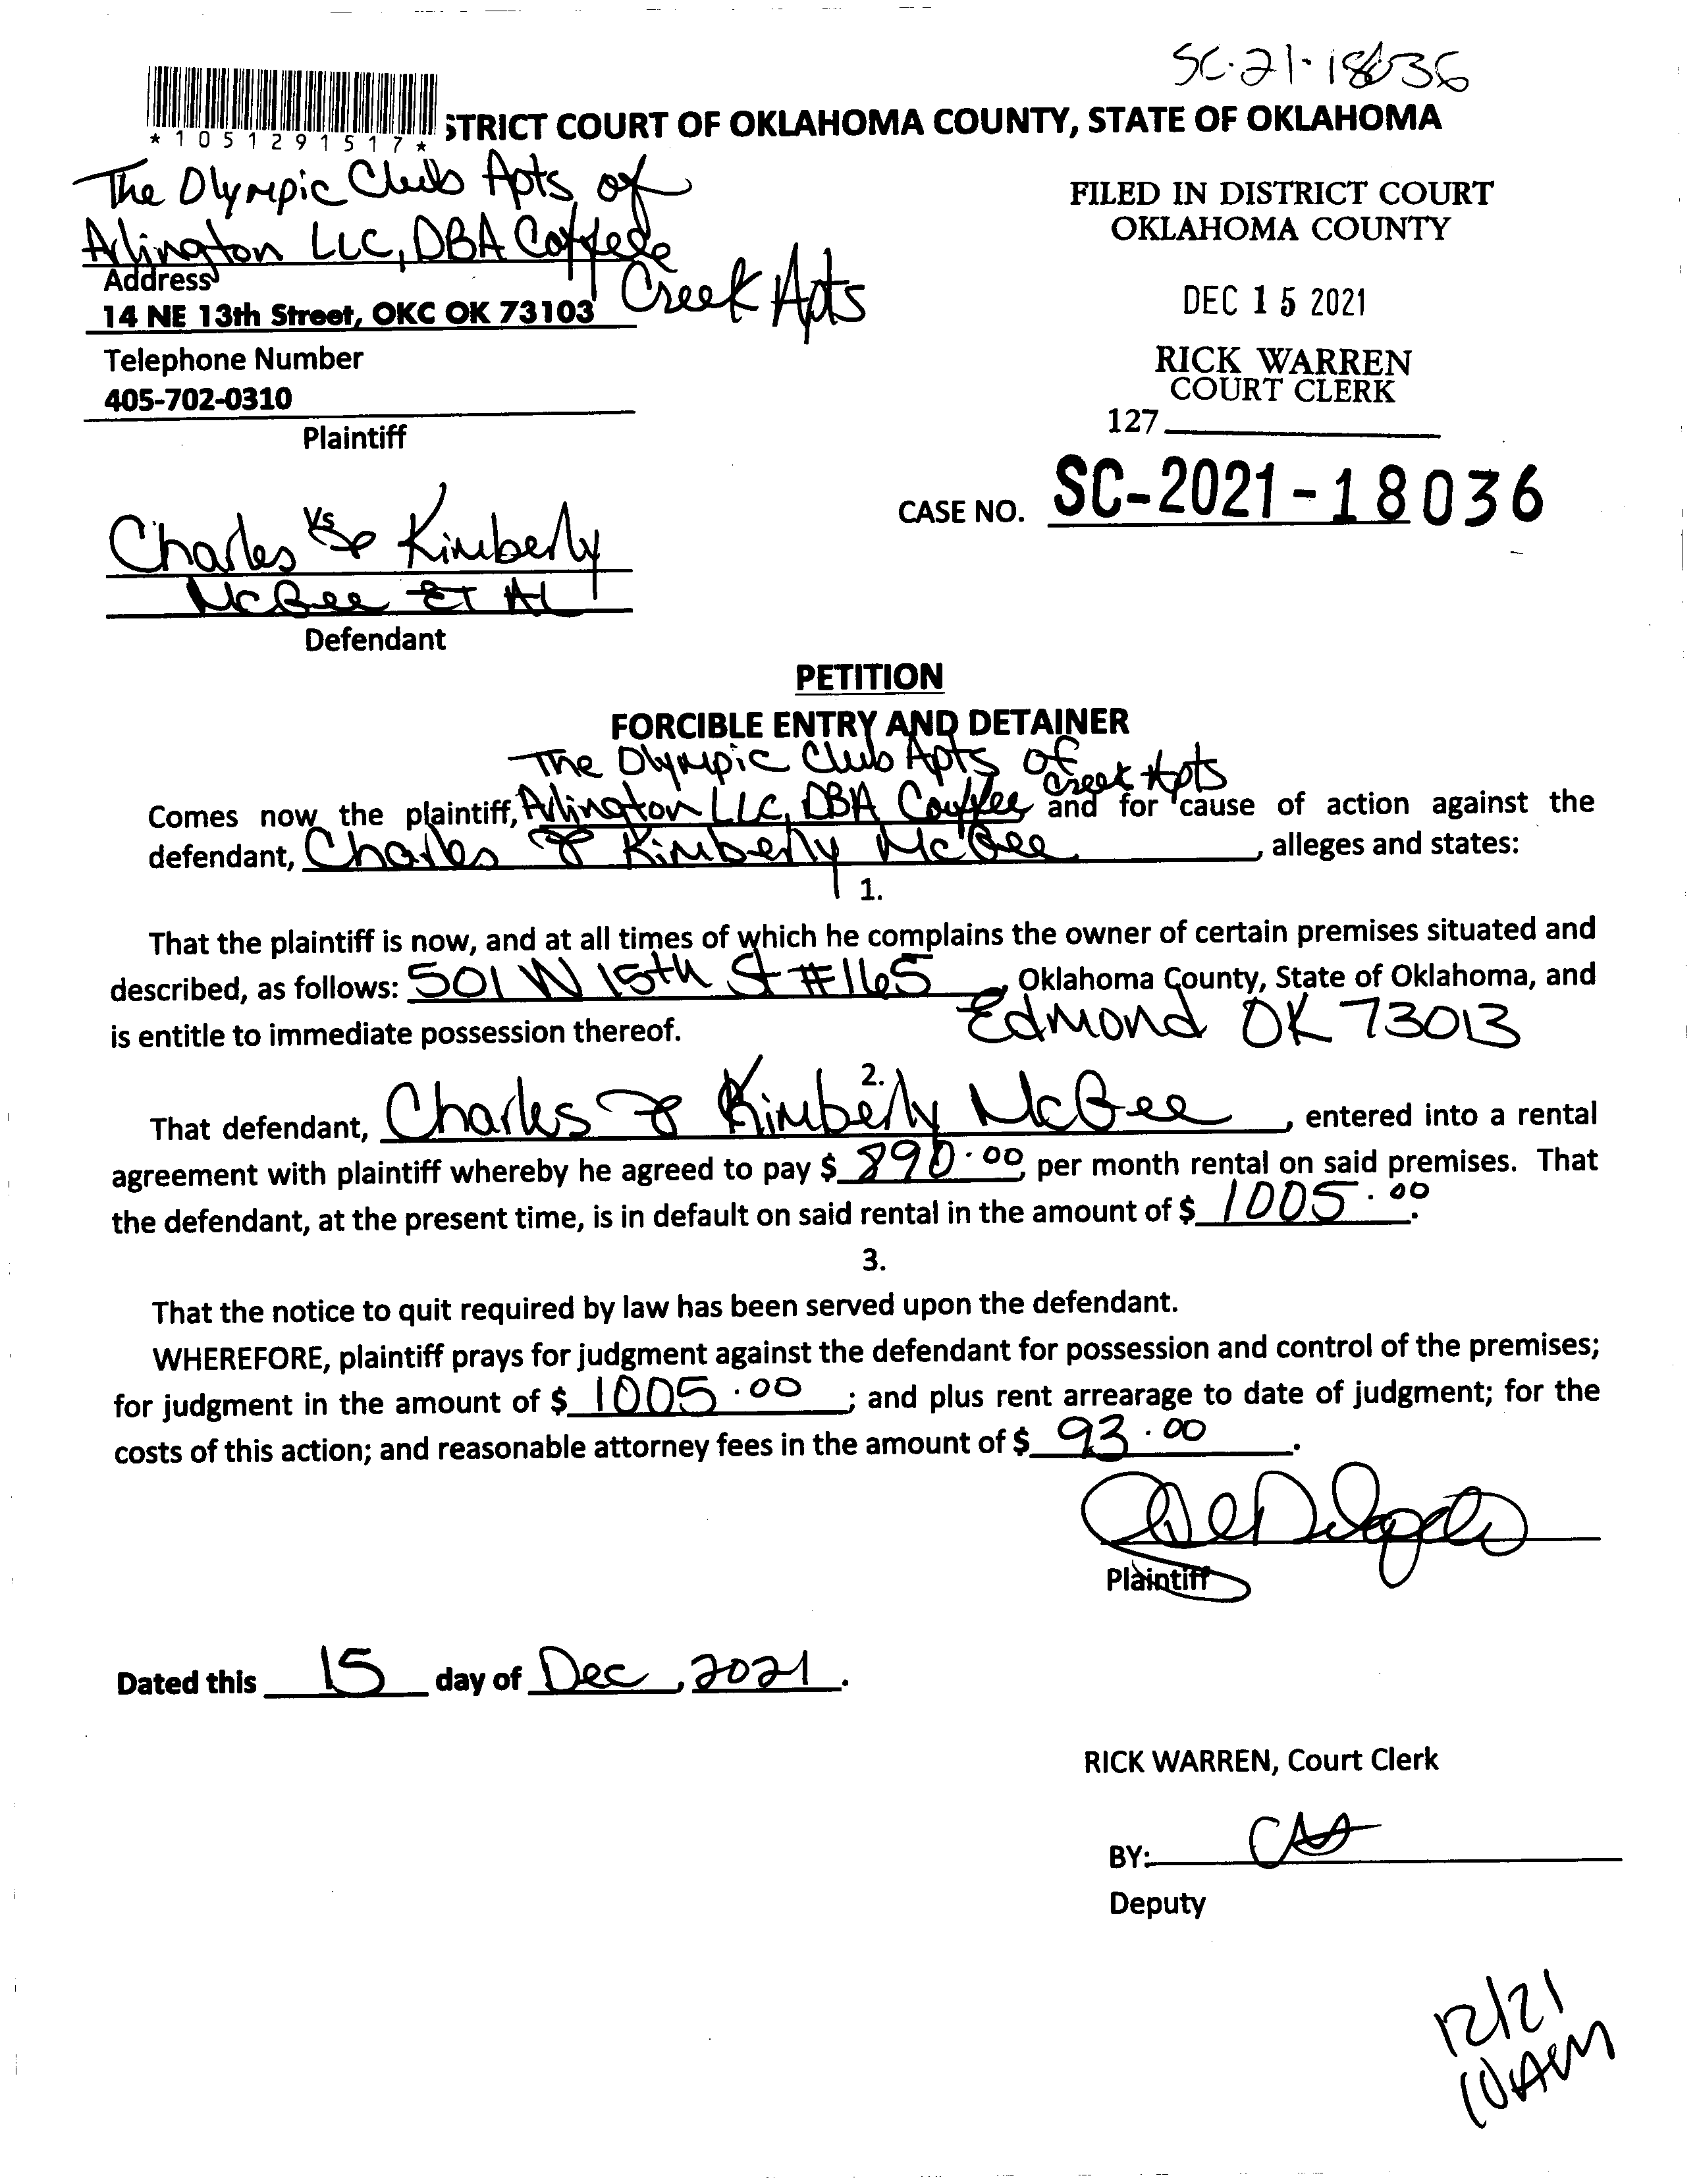 SC-21-18036
*1051291517*
STRICT COURT OF OKLAHOMA COUNTY, STATE OF OKLAHOMA
The Olympic Club Apts of
Arlington LLC, DBA Coffee
Creek Apts
Address
14 NE 13th Street, OKC OK 73103
Telephone Number
405-702-0310
Plaintiff
FILED IN DISTRICT COURT
OKLAHOMA COUNTY
DEC 15 2021
RICK WARREN
COURT CLERK
127
CASE NO. SC-2021-18036
Vs
Charles & Kimberly
McGee ET AL
Defendant
PETITION
FORCIBLE ENTRY AND DETAINER
The Olympic Club Apts of
Comes now the plaintiff, Arlington LLC, DBA Couffee Creek Apts and for cause of action against the
defendant, Charles & Kimberly McGee, alleges and states:
1.
That the plaintiff is now, and at all times of which he complains the owner of certain premises situated and
described, as follows: 501 W 15th St #165, Oklahoma County, State of Oklahoma, and
is entitle to immediate possession thereof. Edmond OK 73013
2.
That defendant, Charles & Kimberly McGee, entered into a rental
agreement with plaintiff whereby he agreed to pay $ 890.00, per month rental on said premises. That
the defendant, at the present time, is in default on said rental in the amount of $ 1005.00.
3.
That the notice to quit required by law has been served upon the defendant.
WHEREFORE, plaintiff prays for judgment against the defendant for possession and control of the premises;
for judgment in the amount of $ 1005.00; and plus rent arrearage to date of judgment; for the
costs of this action; and reasonable attorney fees in the amount of $ 93.00.
Plaintiff
Dated this 15 day of Dec, 2021.
RICK WARREN, Court Clerk
BY:
Deputy
12/21
10AM